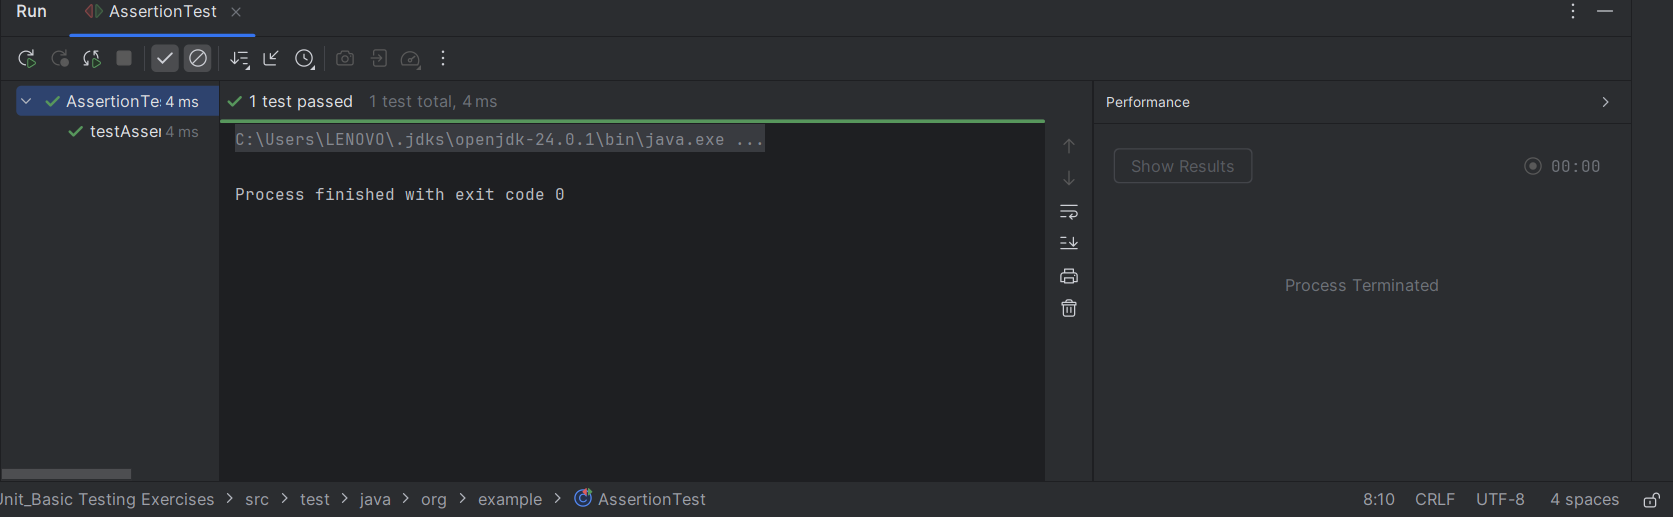 Run AssertionTest
AssertionTe 4 ms
testAsser 4 ms
1 test passed 1 test total, 4 ms
C:\Users\LENOVO\.jdks\openjdk-24.0.1\bin\java.exe ...
Process finished with exit code 0
Performance
Show Results 00:00
Process Terminated
Unit_Basic Testing Exercises > src > test > java > org > example > AssertionTest 8:10 CRLF UTF-8 4 spaces